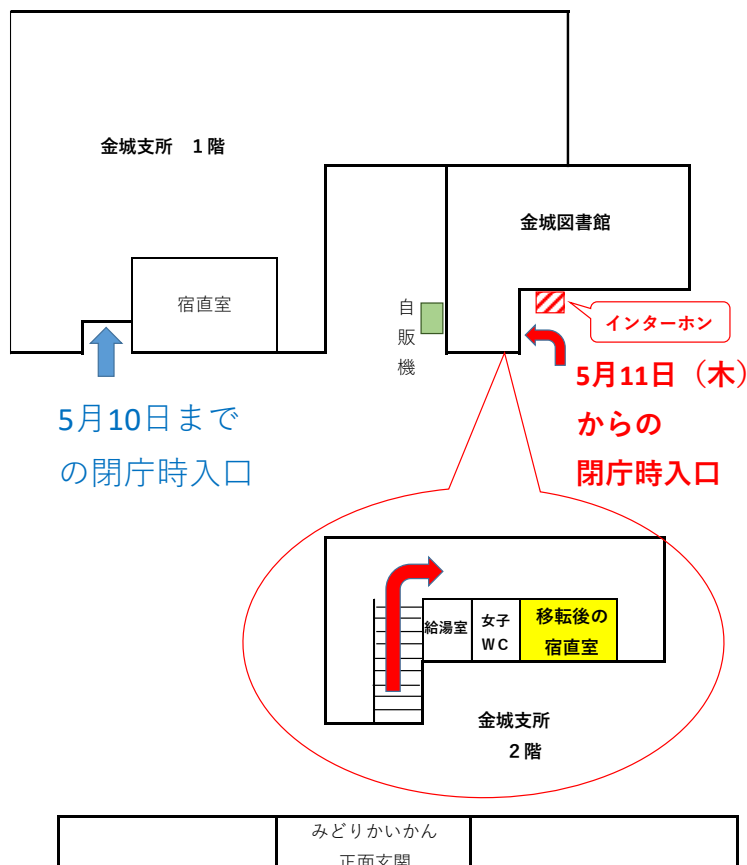 金城支所　１階
金城図書館
宿直室
自
販
機
インターホン
5月10日まで
の閉庁時入口
5月11日（木）
からの
閉庁時入口
給湯室
女子
WC
移転後の
宿直室
金城支所
２階
みどりかいかん
正面玄関